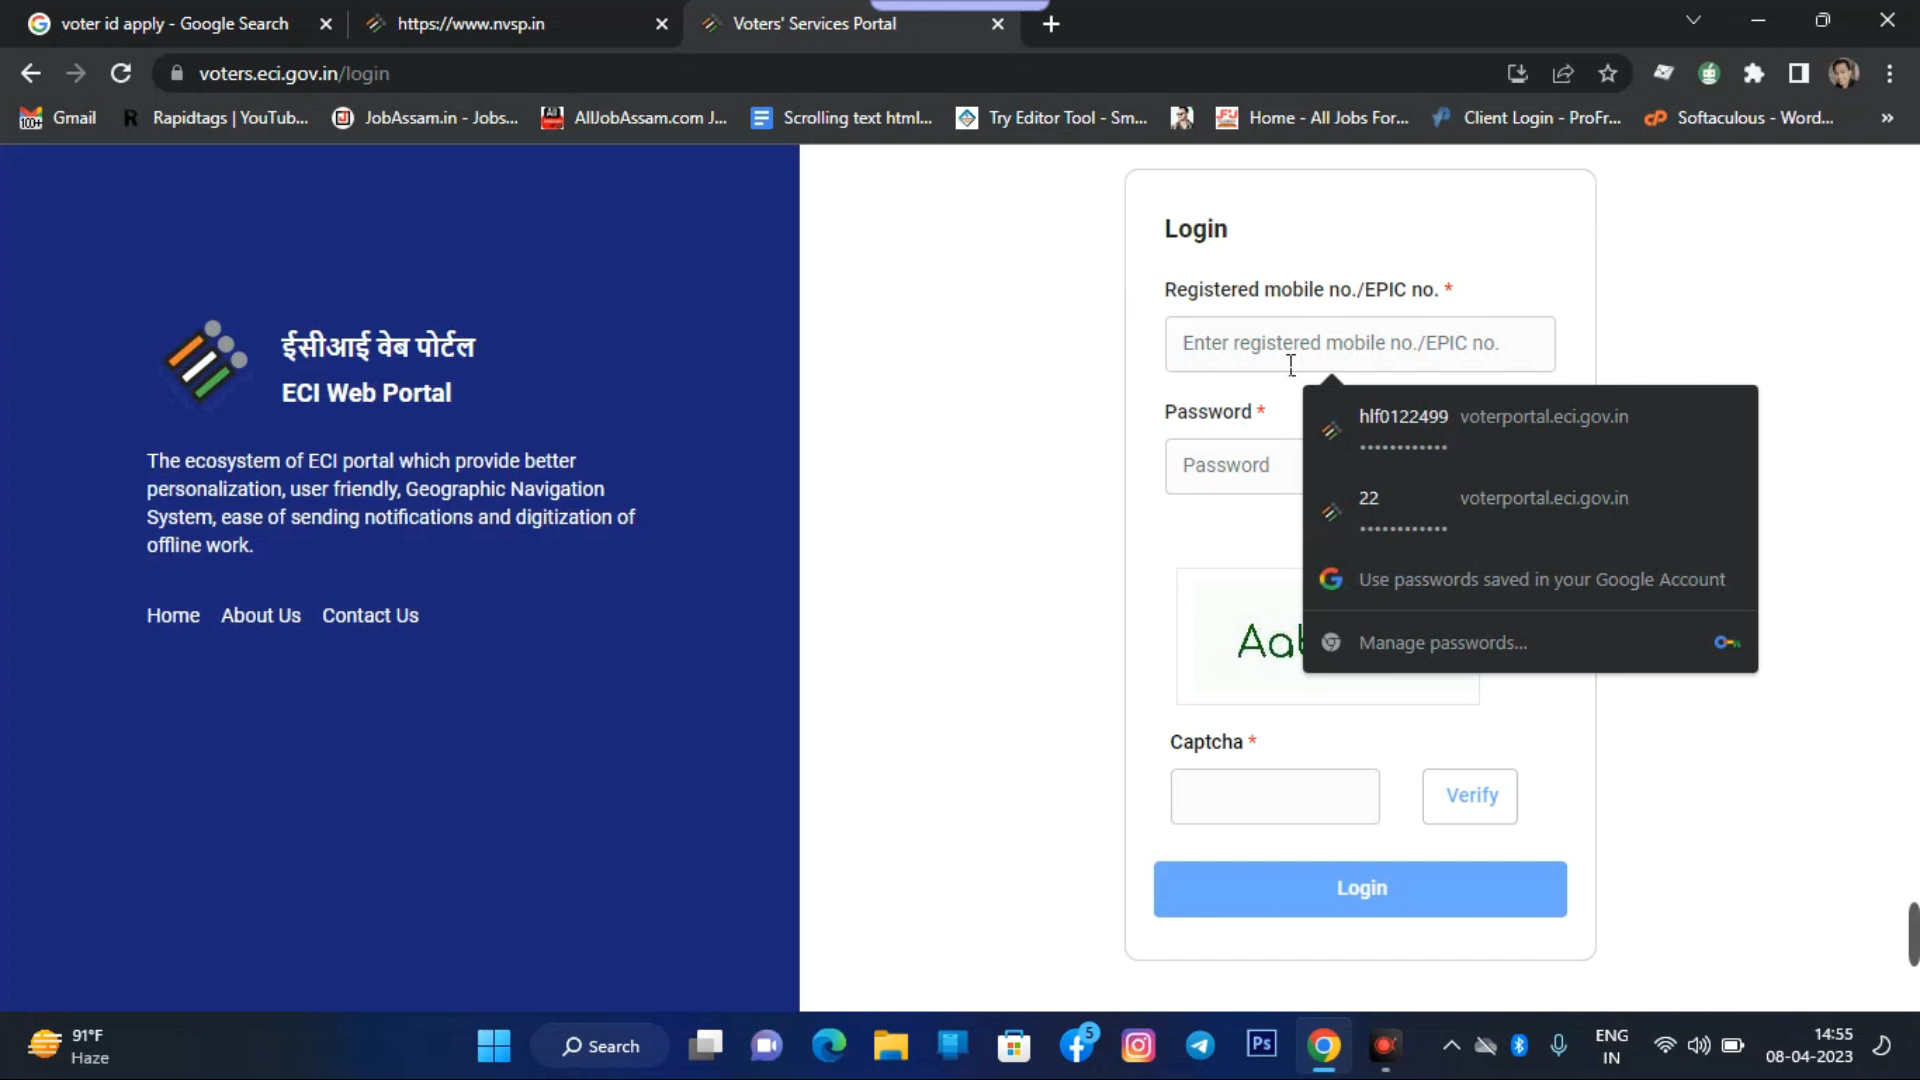 voter id apply - Google Search
https://www.nvsp.in
Voters' Services Portal
voters.eci.gov.in/login
100+
Gmail
R
Rapidtags | YouTub...
JobAssam.in - Jobs...
All
AllJobAssam.com J...
Scrolling text html...
Try Editor Tool - Sm...
Home - All Jobs For...
Client Login - ProFr...
cP
Softaculous - Word...
»
ईसीआई वेब पोर्टल
ECI Web Portal
The ecosystem of ECI portal which provide better
personalization, user friendly, Geographic Navigation
System, ease of sending notifications and digitization of
offline work.
Home About Us Contact Us
Login
Registered mobile no./EPIC no. *
Enter registered mobile no./EPIC no.
Password *
Password
hlf0122499 voterportal.eci.gov.in
••••••••••••
22 voterportal.eci.gov.in
••••••••••••
Use passwords saved in your Google Account
Manage passwords...
Captcha *
Verify
Login
91°F
Haze
Search
5
Ps
ENG
IN
14:55
08-04-2023